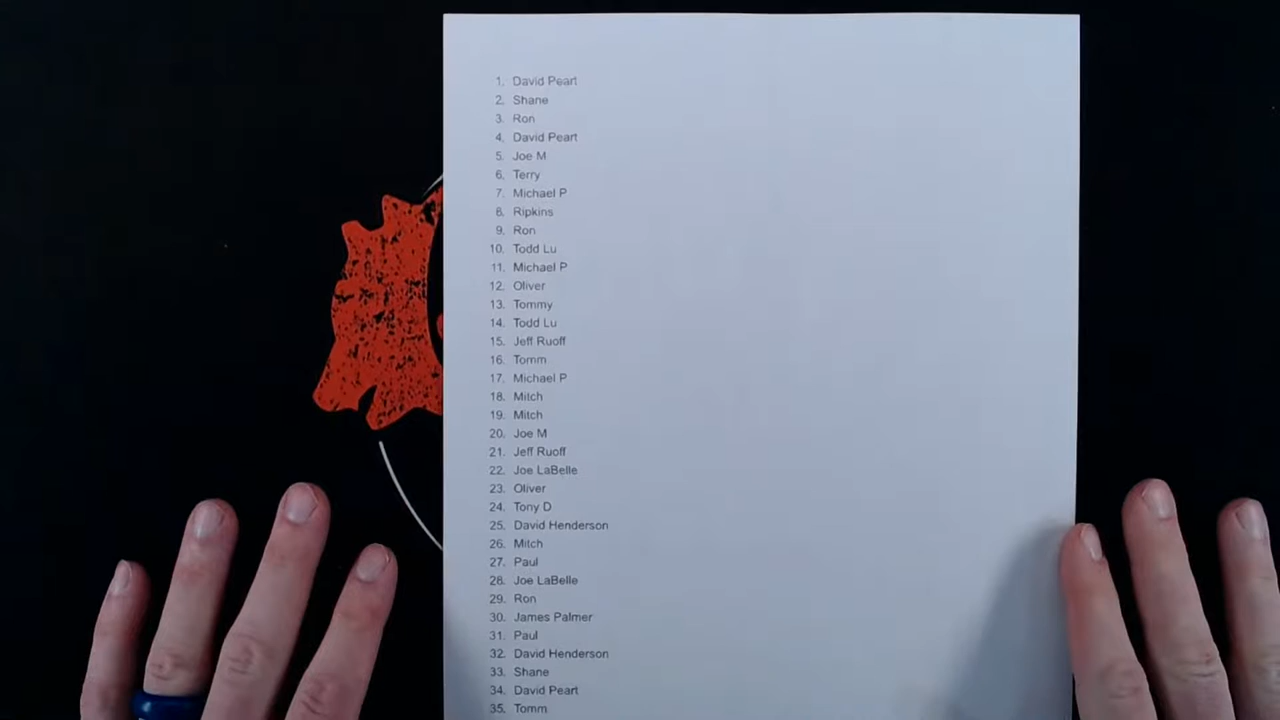 1. David Peart
2. Shane
3. Ron
4. David Peart
5. Joe M
6. Terry
7. Michael P
8. Ripkins
9. Ron
10. Todd Lu
11. Michael P
12. Oliver
13. Tommy
14. Todd Lu
15. Jeff Ruoff
16. Tomm
17. Michael P
18. Mitch
19. Mitch
20. Joe M
21. Jeff Ruoff
22. Joe LaBelle
23. Oliver
24. Tony D
25. David Henderson
26. Mitch
27. Paul
28. Joe LaBelle
29. Ron
30. James Palmer
31. Paul
32. David Henderson
33. Shane
34. David Peart
35. Tomm